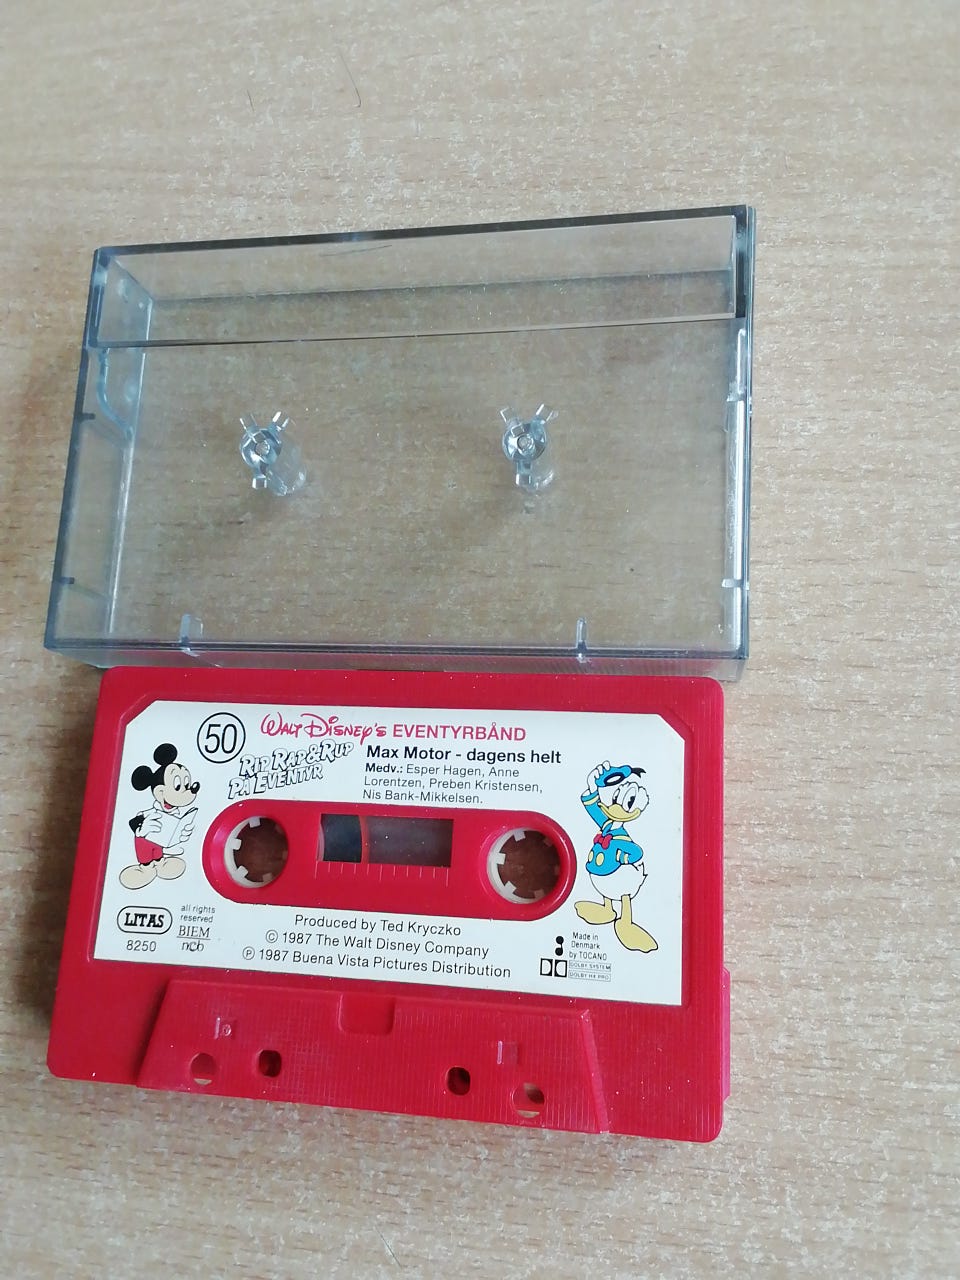 50
WALT DISNEY'S EVENTYRBÅND
RIP RAP & RUP
PÅ EVENTYR
Max Motor - dagens helt
Medv.: Esper Hagen, Anne
Lorentzen, Preben Kristensen,
Nis Bank-Mikkelsen.
LITAS
8250
all rights
reserved
BIEM
ncb
Produced by Ted Kryczko
© 1987 The Walt Disney Company
℗ 1987 Buena Vista Pictures Distribution
Made in
Denmark
by TOCANO
DOLBY SYSTEM
DOLBY HX PRO